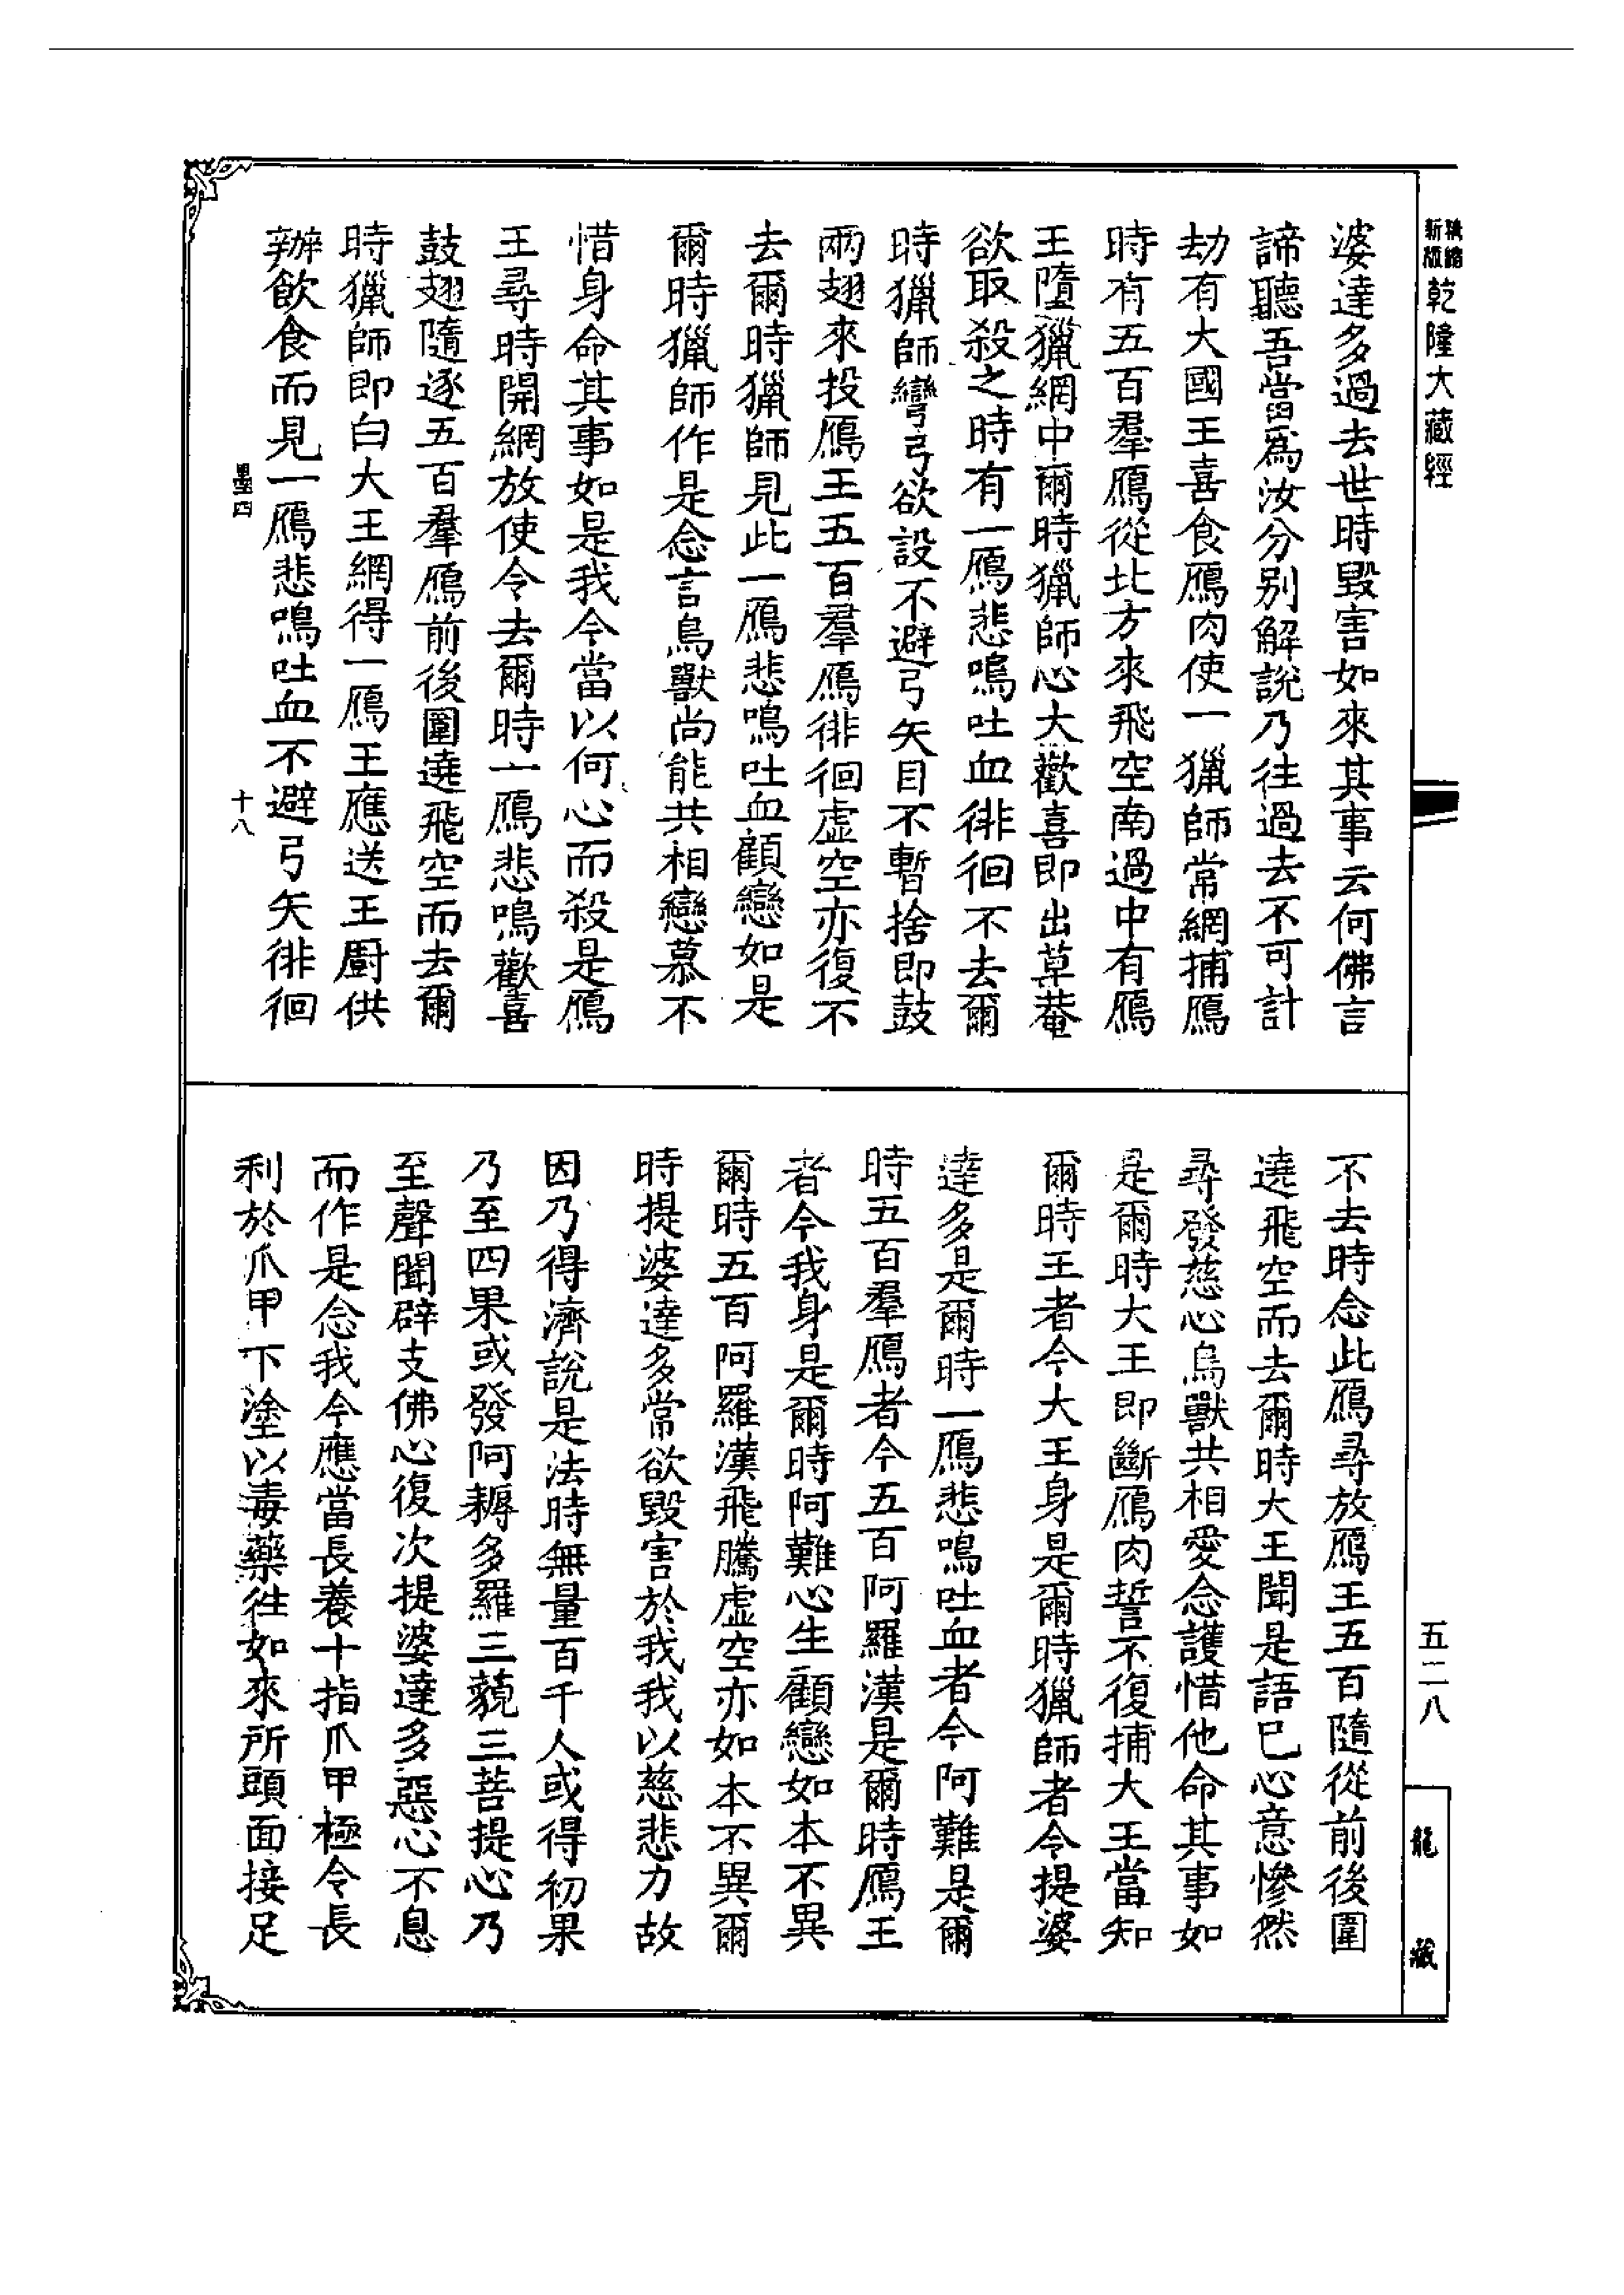 新版
乾隆大藏經
婆達多過去世時毀害如來其事云何佛言
諦聽吾當為汝分別解說乃往過去不可計
劫有大國王喜食鴈肉使一獵師常網捕鴈
時有五百羣鴈從北方來飛空南過中有鴈
王墮獵網中爾時獵師心大歡喜即出草菴
欲取殺之時有一鴈悲鳴吐血徘徊不去爾
時獵師彎弓欲設不避弓矢目不暫捨即鼓
兩翅來投鴈王五百羣鴈徘徊虛空亦復不
去爾時獵師見此一鴈悲鳴吐血顧戀如是
爾時獵師作是念言鳥獸尚能共相戀慕不
惜身命其事如是我今當以何心而殺是鴈
王尋時開網放使令去爾時一鴈悲鳴歡喜
鼓翅隨逐五百羣鴈前後圍遶飛空而去爾
時獵師即白大王網得一鴈王應送王廚供
辦飲食而見一鴈悲鳴吐血不避弓矢徘徊
墨四
十八
不去時念此鴈尋放鴈王五百隨從前後圍
遶飛空而去爾時大王聞是語已心意慘然
尋發慈心鳥獸共相愛念護惜他命其事如
是爾時大王即斷鴈肉誓不復捕大王當知
爾時王者今大王身是爾時獵師者今提婆
達多是爾時一鴈悲鳴吐血者今阿難是爾
時五百羣鴈者今五百阿羅漢是爾時鴈王
者今我身是爾時阿難心生顧戀如本不異
爾時五百阿羅漢飛騰虛空亦如本不異爾
時提婆達多常欲毀害於我我以慈悲力故
因乃得濟說是法時無量百千人或得初果
乃至四果或發阿耨多羅三藐三菩提心乃
至聲聞辟支佛心復次提婆達多惡心不息
而作是念我今應當長養十指爪甲極令長
利於爪甲下塗以毒藥往如來所頭面接足
五二八
龍藏